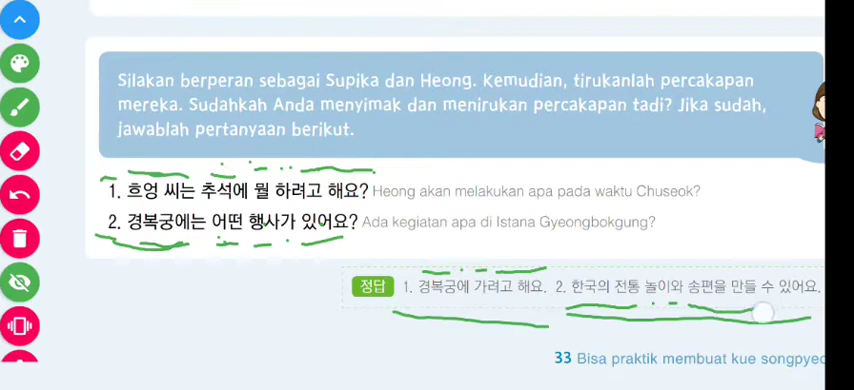 Silakan berperan sebagai Supika dan Heong. Kemudian, tirukanlah percakapan
mereka. Sudahkah Anda menyimak dan menirukan percakapan tadi? Jika sudah,
jawablah pertanyaan berikut.
1. 흐엉 씨는 추석에 뭘 하려고 해요? Heong akan melakukan apa pada waktu Chuseok?
2. 경복궁에는 어떤 행사가 있어요? Ada kegiatan apa di Istana Gyeongbokgung?
정답 1. 경복궁에 가려고 해요. 2. 한국의 전통 놀이와 송편을 만들 수 있어요.
33 Bisa praktik membuat kue songpyeo